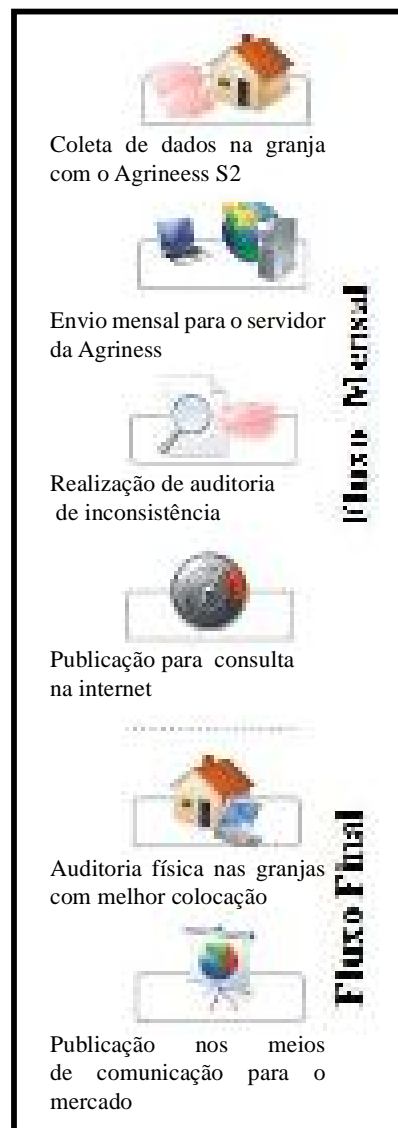 Coleta de dados na granja
com o Agrineess S2
Envio mensal para o servidor
da Agriness
Realização de auditoria
de inconsistência
Publicação para consulta
na internet
Fluxo Mensal
Auditoria física nas granjas
com melhor colocação
Publicação nos meios
de comunicação para o
mercado
Fluxo Final